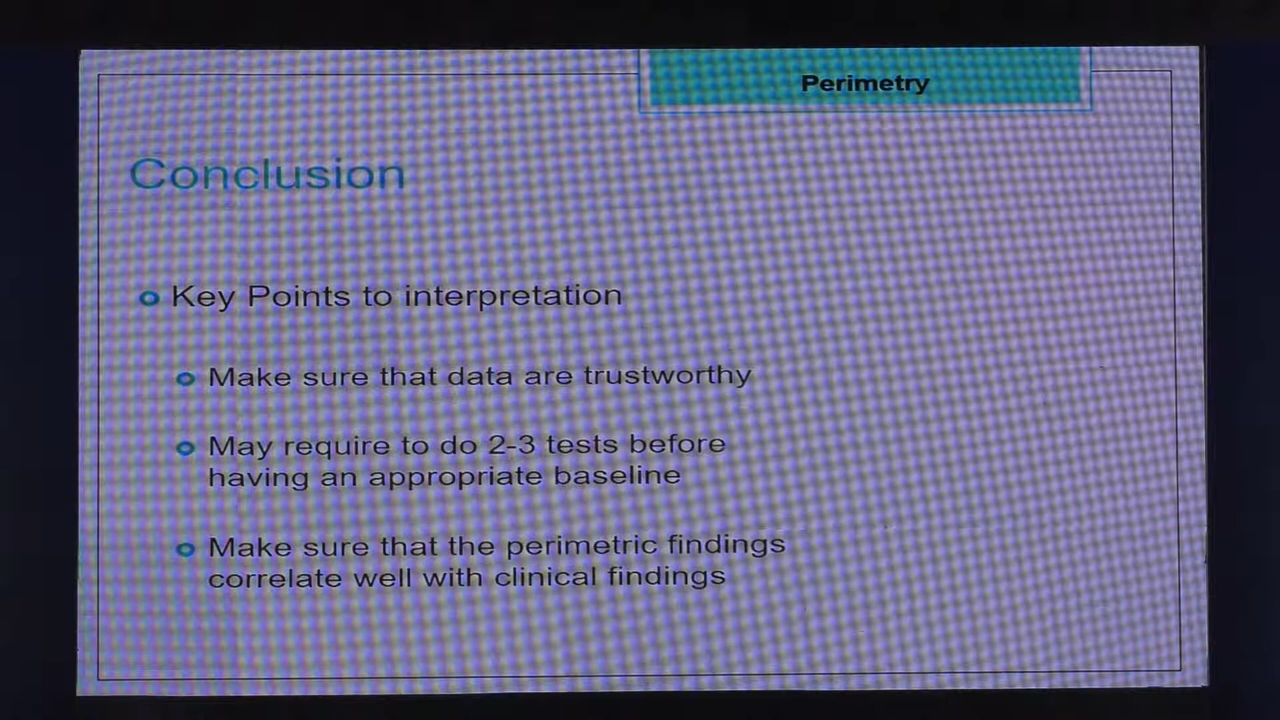 Perimetry
Conclusion
Key Points to interpretation
Make sure that data are trustworthy
May require to do 2-3 tests before
having an appropriate baseline
Make sure that the perimetric findings
correlate well with clinical findings